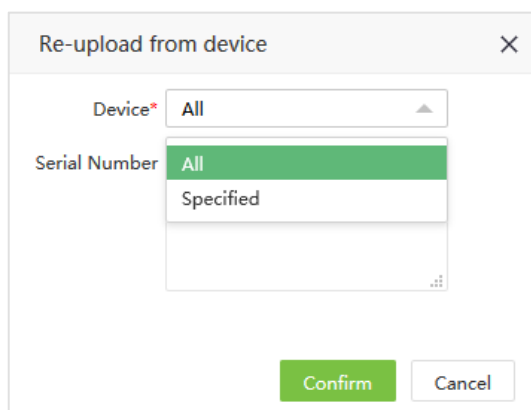 Re-upload from device
Device* All
Serial Number
All
Specified
Confirm Cancel